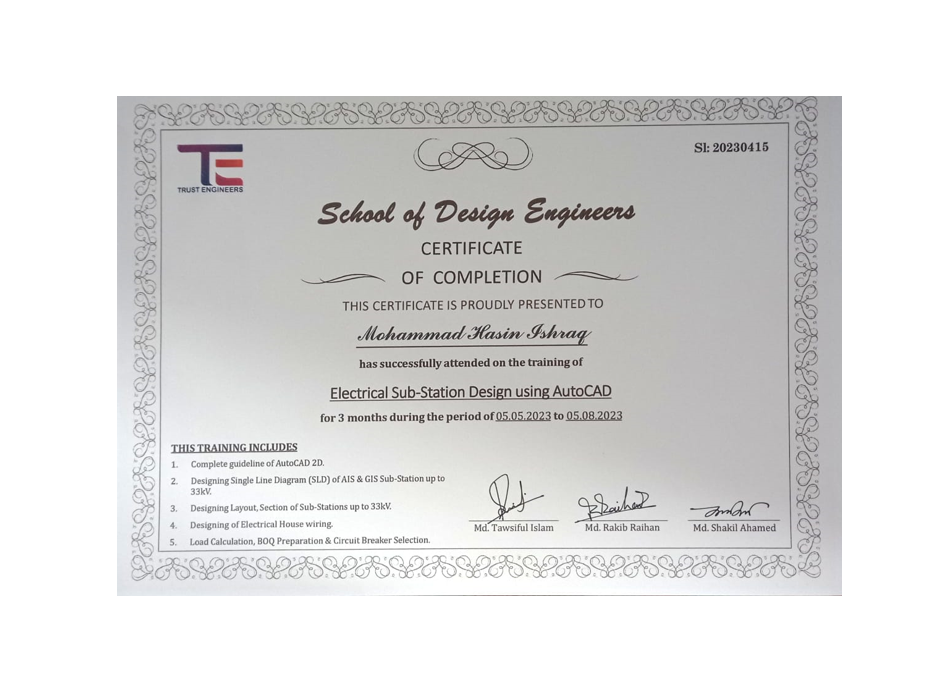 TE
TRUST ENGINEERS
Sl: 20230415
School of Design Engineers
CERTIFICATE
OF COMPLETION
THIS CERTIFICATE IS PROUDLY PRESENTED TO
Mohammad Hasin Ishraq
has successfully attended on the training of
Electrical Sub-Station Design using AutoCAD
for 3 months during the period of 05.05.2023 to 05.08.2023
THIS TRAINING INCLUDES
1. Complete guideline of AutoCAD 2D.
2. Designing Single Line Diagram (SLD) of AIS & GIS Sub-Station up to
33kV.
3. Designing Layout, Section of Sub-Stations up to 33kV.
4. Designing of Electrical House wiring.
5. Load Calculation, BOQ Preparation & Circuit Breaker Selection.
Md. Tawsiful Islam
Md. Rakib Raihan
Md. Shakil Ahamed